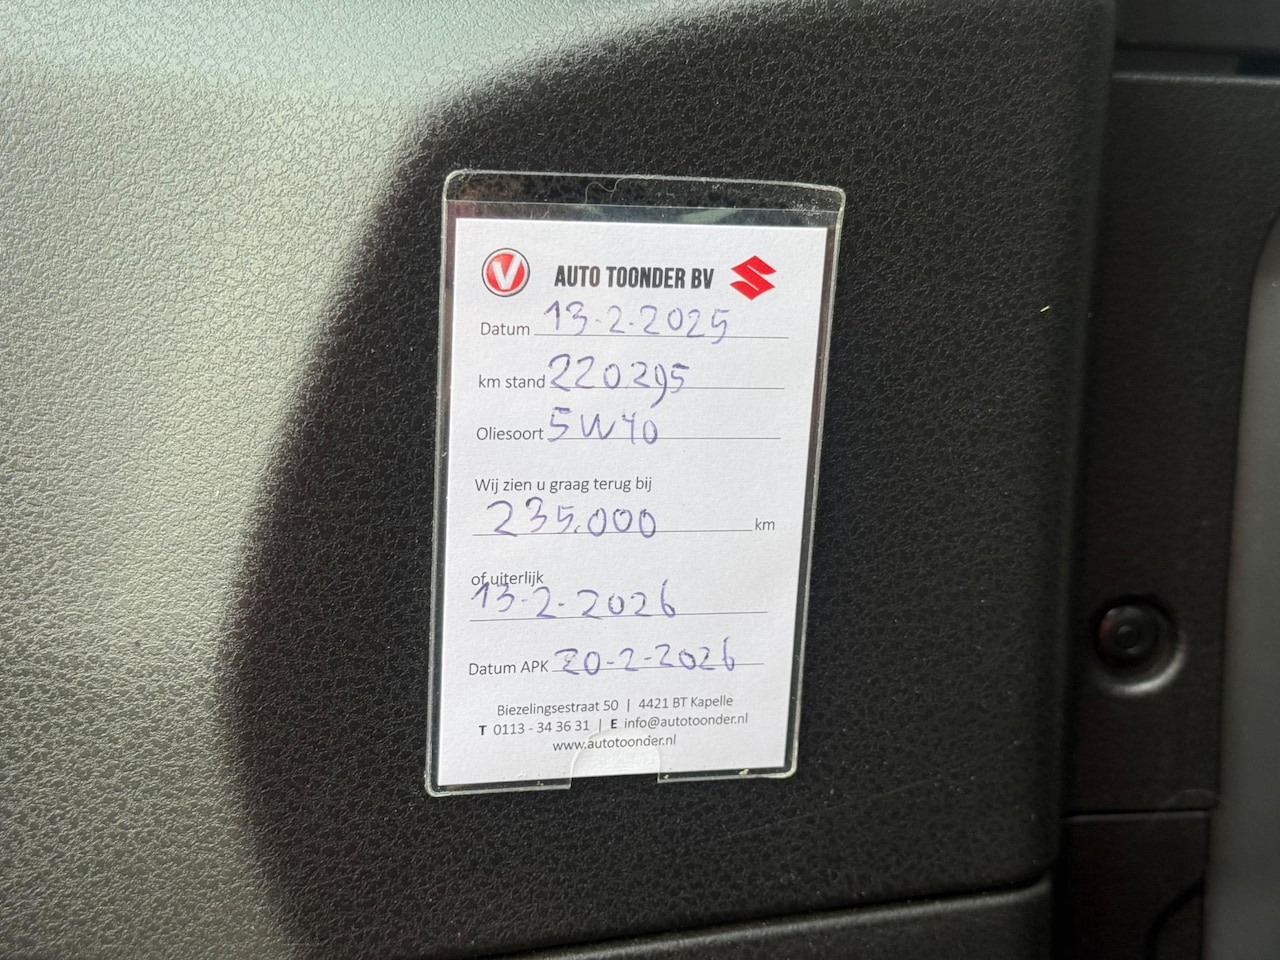 V AUTO TOONDER BV
Datum 13-2-2025
km stand 220295
Oliesoort 5W40
Wij zien u graag terug bij
235.000 km
of uiterlijk
13-2-2026
Datum APK 20-2-2026
Biezelingsestraat 50 | 4421 BT Kapelle
T 0113 - 34 36 31 | E info@autotoonder.nl
www.autotoonder.nl